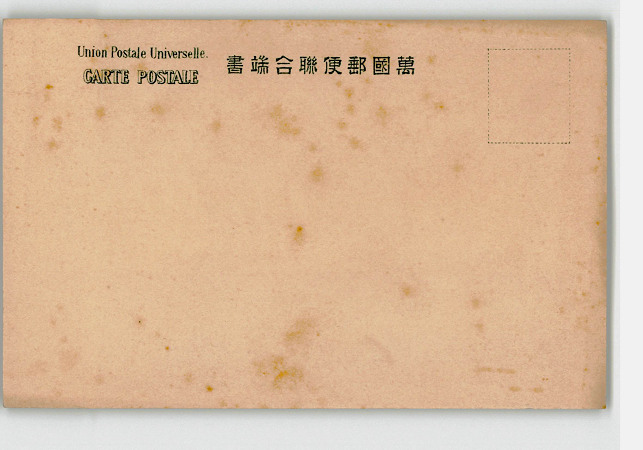 Union Postale Universelle.
CARTE POSTALE
書端合聯便郵國萬